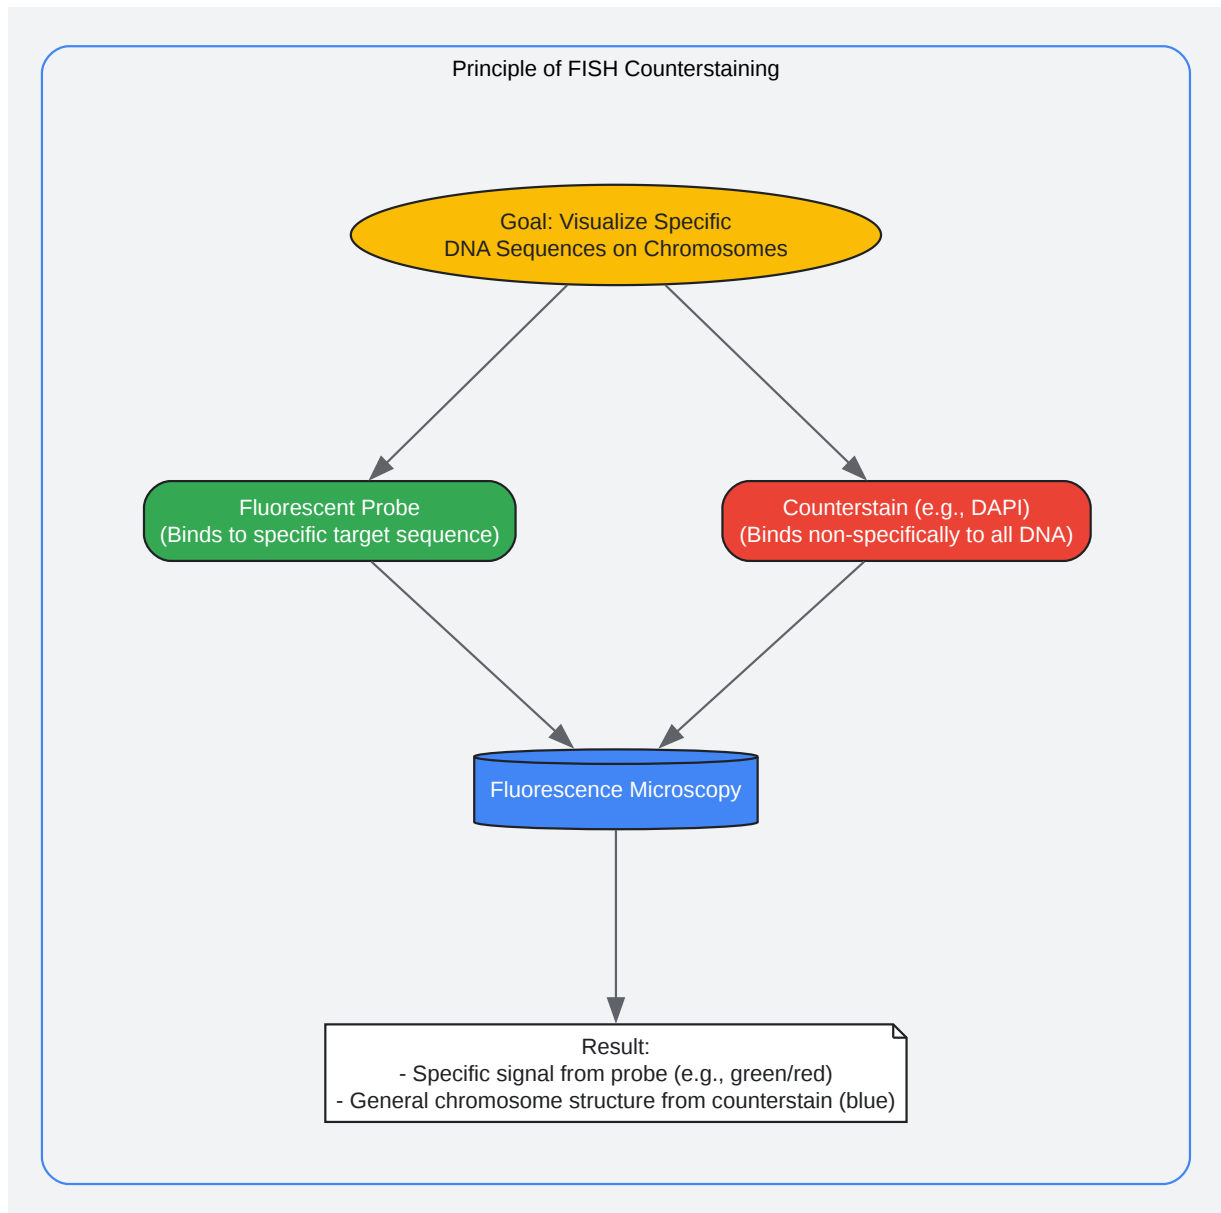 Principle of FISH Counterstaining
Goal: Visualize Specific
DNA Sequences on Chromosomes
Fluorescent Probe
(Binds to specific target sequence)
Counterstain (e.g., DAPI)
(Binds non-specifically to all DNA)
Fluorescence Microscopy
Result:
- Specific signal from probe (e.g., green/red)
- General chromosome structure from counterstain (blue)